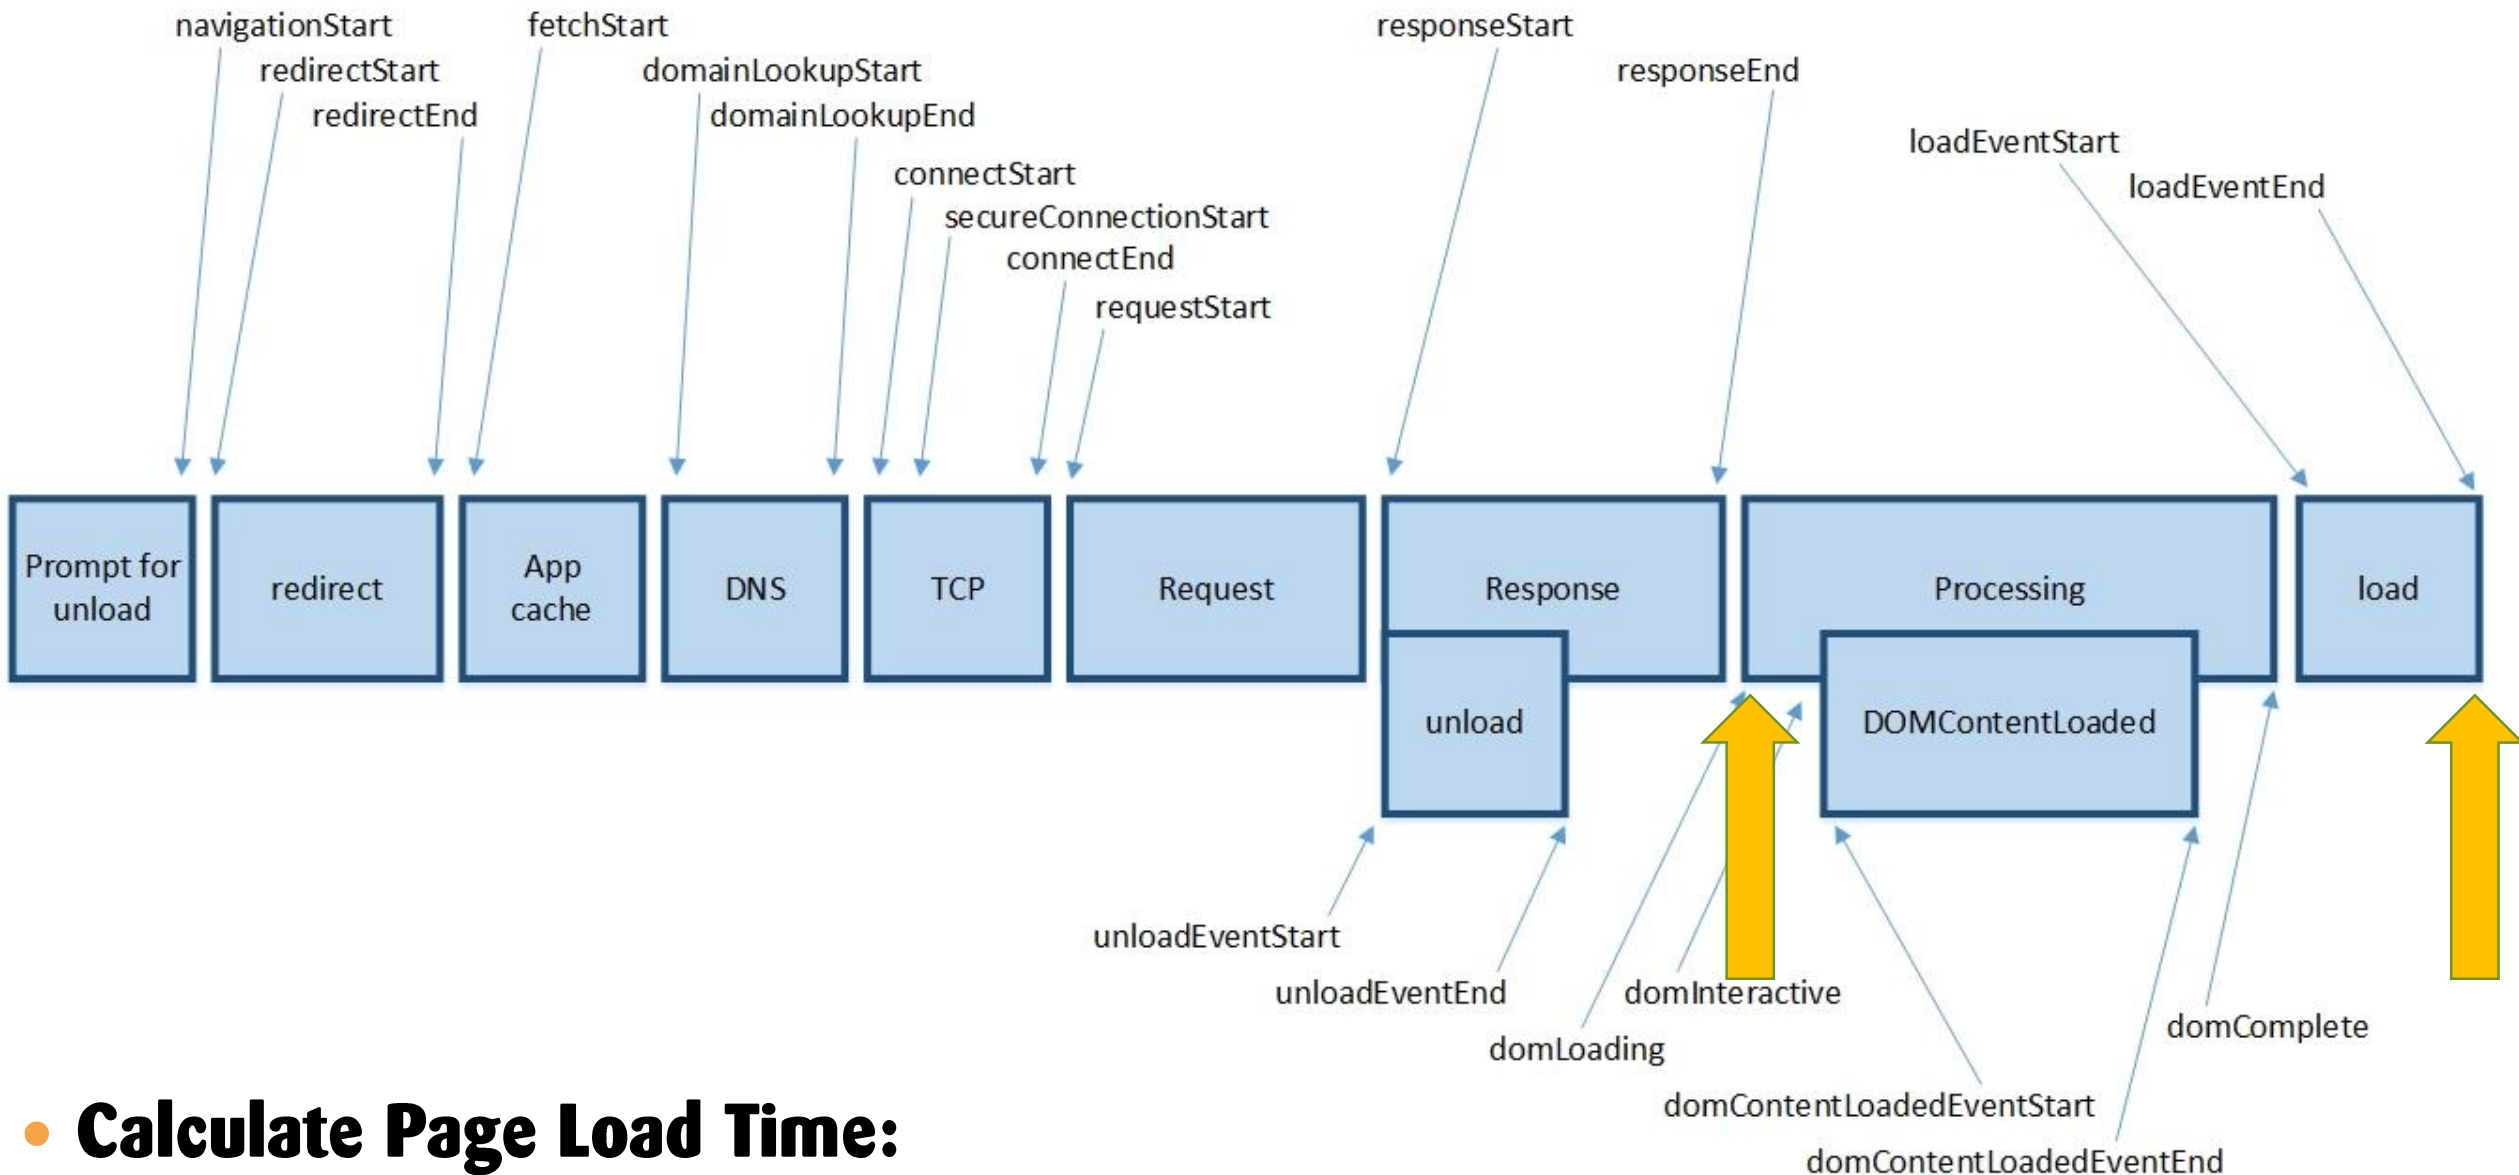 navigationStart
fetchStart
responseStart
redirectStart
domainLookupStart
responseEnd
redirectEnd
domainLookupEnd
loadEventStart
connectStart
loadEventEnd
secureConnectionStart
connectEnd
requestStart
Prompt for
unload
redirect
App
cache
DNS
TCP
Request
Response
Processing
load
unload
DOMContentLoaded
unloadEventStart
unloadEventEnd
domInteractive
domLoading
domComplete
domContentLoadedEventStart
domContentLoadedEventEnd
• Calculate Page Load Time: